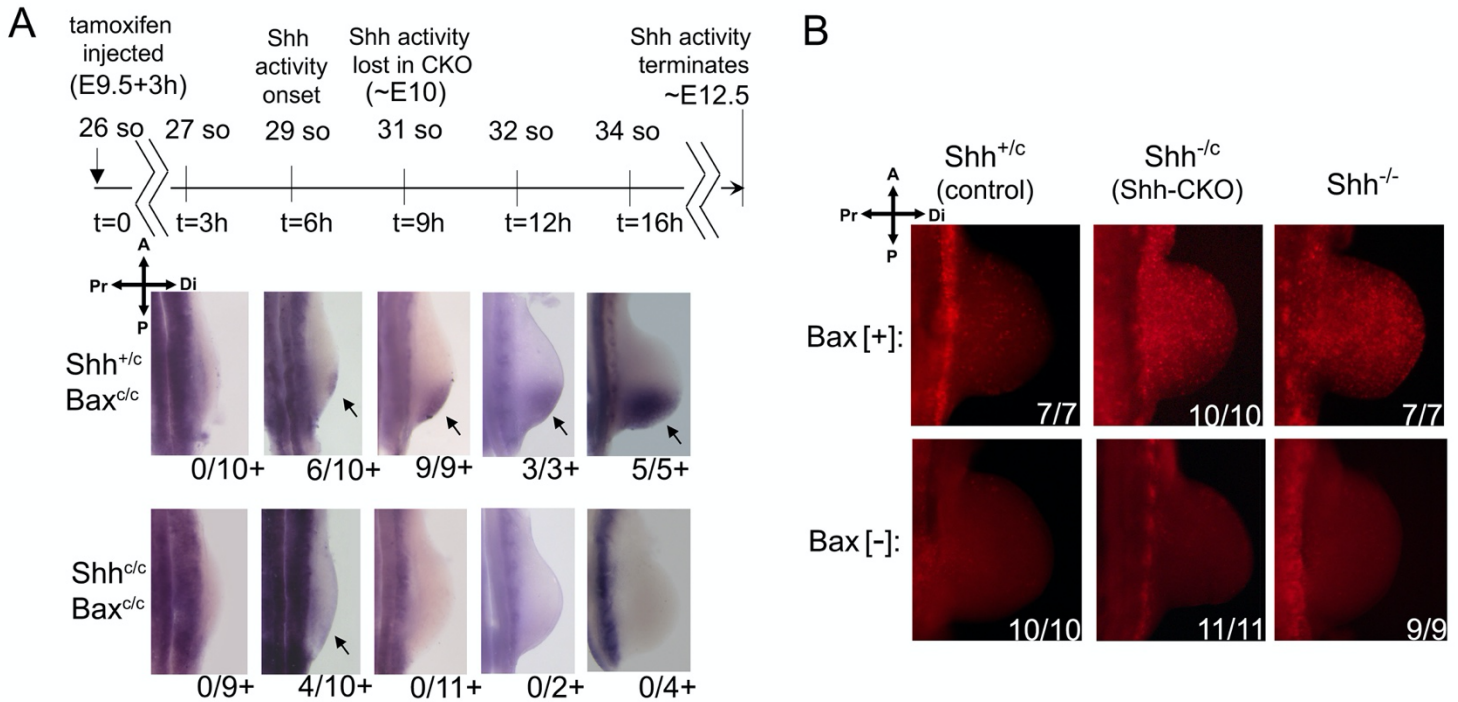 A
tamoxifen
injected
(E9.5+3h)
Shh
activity
onset
Shh activity
lost in CKO
(~E10)
Shh activity
terminates
~E12.5
26 so
27 so
29 so
31 so
32 so
34 so
t=0
t=3h
t=6h
t=9h
t=12h
t=16h
A
Pr
Di
P
Shh+/c
Baxc/c
0/10+
6/10+
9/9+
3/3+
5/5+
Shhc/c
Baxc/c
0/9+
4/10+
0/11+
0/2+
0/4+
B
Shh+/c
(control)
Shh-/c
(Shh-CKO)
Shh-/-
A
Pr
Di
P
Bax [+]:
7/7
10/10
7/7
Bax [-]:
10/10
11/11
9/9